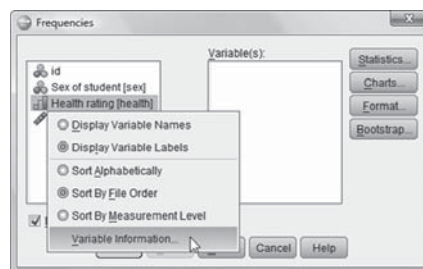 Frequencies
Variable(s):
id
Sex of student [sex]
Health rating [health]
Display Variable Names
Display Variable Labels
Sort Alphabetically
Sort By File Order
Sort By Measurement Level
Variable Information...
Statistics...
Charts...
Format...
Bootstrap...
Cancel
Help